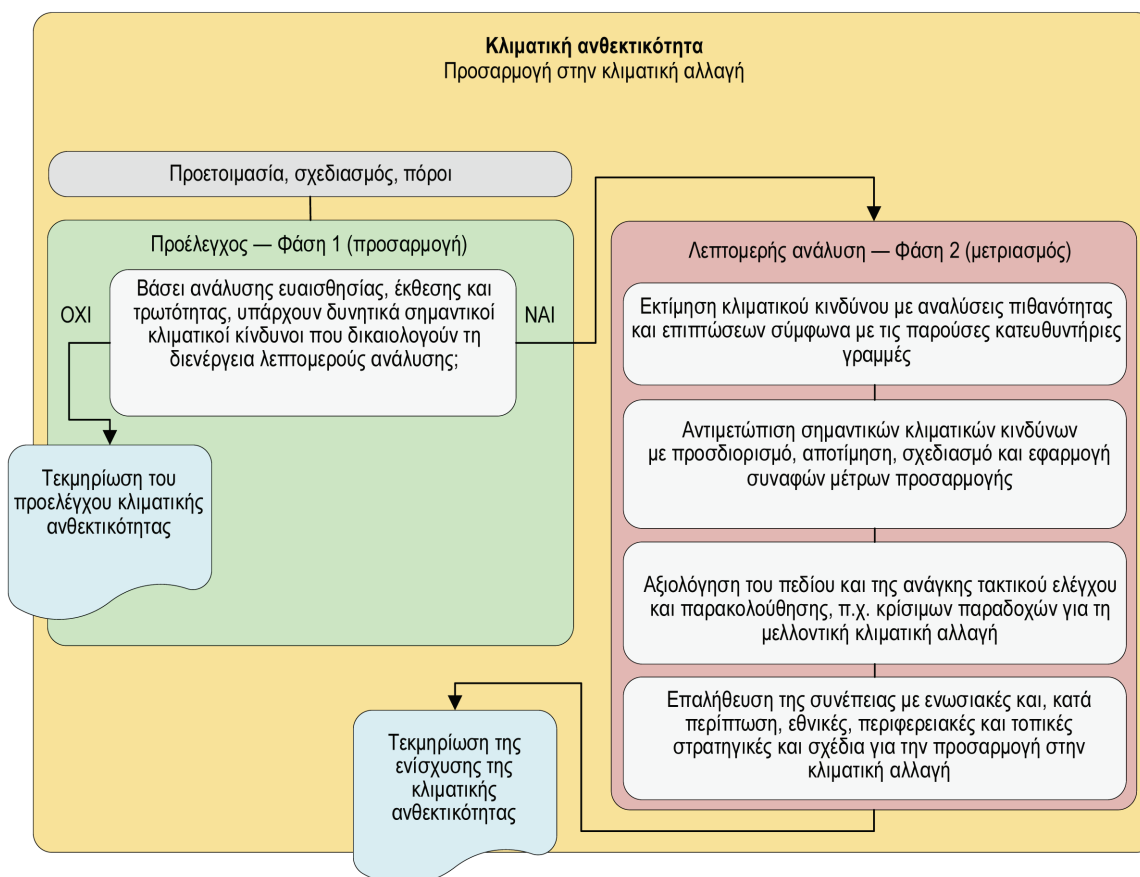 Κλιματική ανθεκτικότητα
Προσαρμογή στην κλιματική αλλαγή
Προετοιμασία, σχεδιασμός, πόροι
Προέλεγχος — Φάση 1 (προσαρμογή)
ΟΧΙ
Βάσει ανάλυσης ευαισθησίας, έκθεσης και
τρωτότητας, υπάρχουν δυνητικά σημαντικοί
κλιματικοί κίνδυνοι που δικαιολογούν τη
διενέργεια λεπτομερούς ανάλυσης;
ΝΑΙ
Τεκμηρίωση του
προελέγχου κλιματικής
ανθεκτικότητας
Λεπτομερής ανάλυση — Φάση 2 (μετριασμός)
Εκτίμηση κλιματικού κινδύνου με αναλύσεις πιθανότητας
και επιπτώσεων σύμφωνα με τις παρούσες κατευθυντήριες
γραμμές
Αντιμετώπιση σημαντικών κλιματικών κινδύνων
με προσδιορισμό, αποτίμηση, σχεδιασμό και εφαρμογή
συναφών μέτρων προσαρμογής
Αξιολόγηση του πεδίου και της ανάγκης τακτικού ελέγχου
και παρακολούθησης, π.χ. κρίσιμων παραδοχών για τη
μελλοντική κλιματική αλλαγή
Επαλήθευση της συνέπειας με ενωσιακές και, κατά
περίπτωση, εθνικές, περιφερειακές και τοπικές
στρατηγικές και σχέδια για την προσαρμογή στην
κλιματική αλλαγή
Τεκμηρίωση της
ενίσχυσης της
κλιματικής
ανθεκτικότητας